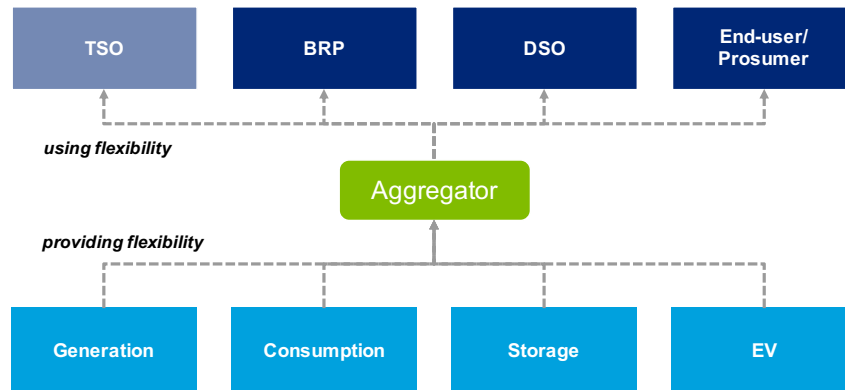 TSO
BRP
DSO
End-user/
Prosumer
using flexibility
Aggregator
providing flexibility
Generation
Consumption
Storage
EV